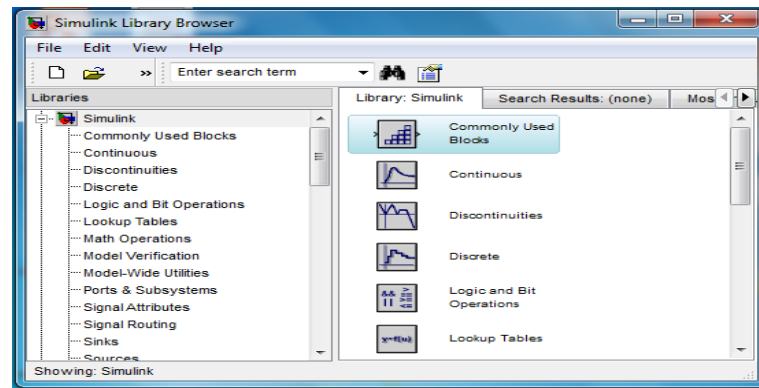 Simulink Library Browser
File Edit View Help
» Enter search term
Libraries
Simulink
Commonly Used Blocks
Continuous
Discontinuities
Discrete
Logic and Bit Operations
Lookup Tables
Math Operations
Model Verification
Model-Wide Utilities
Ports & Subsystems
Signal Attributes
Signal Routing
Sinks
Sources
Library: Simulink Search Results: (none) Mos
Commonly Used
Blocks
Continuous
Discontinuities
Discrete
Logic and Bit
Operations
y=f(u) Lookup Tables
Showing: Simulink